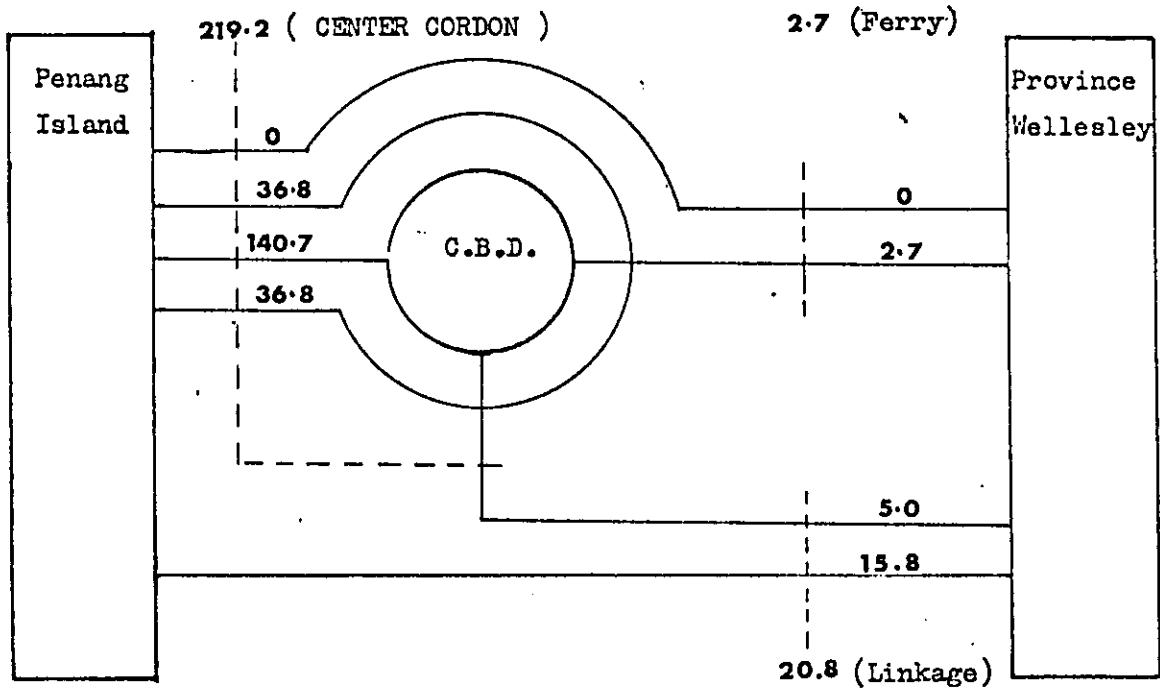 219.2 ( CENTER CORDON )
2.7 (Ferry)
Penang
Island
Province
Wellesley
0
36.8
140.7
36.8
C.B.D.
0
2.7
5.0
15.8
20.8 (Linkage)